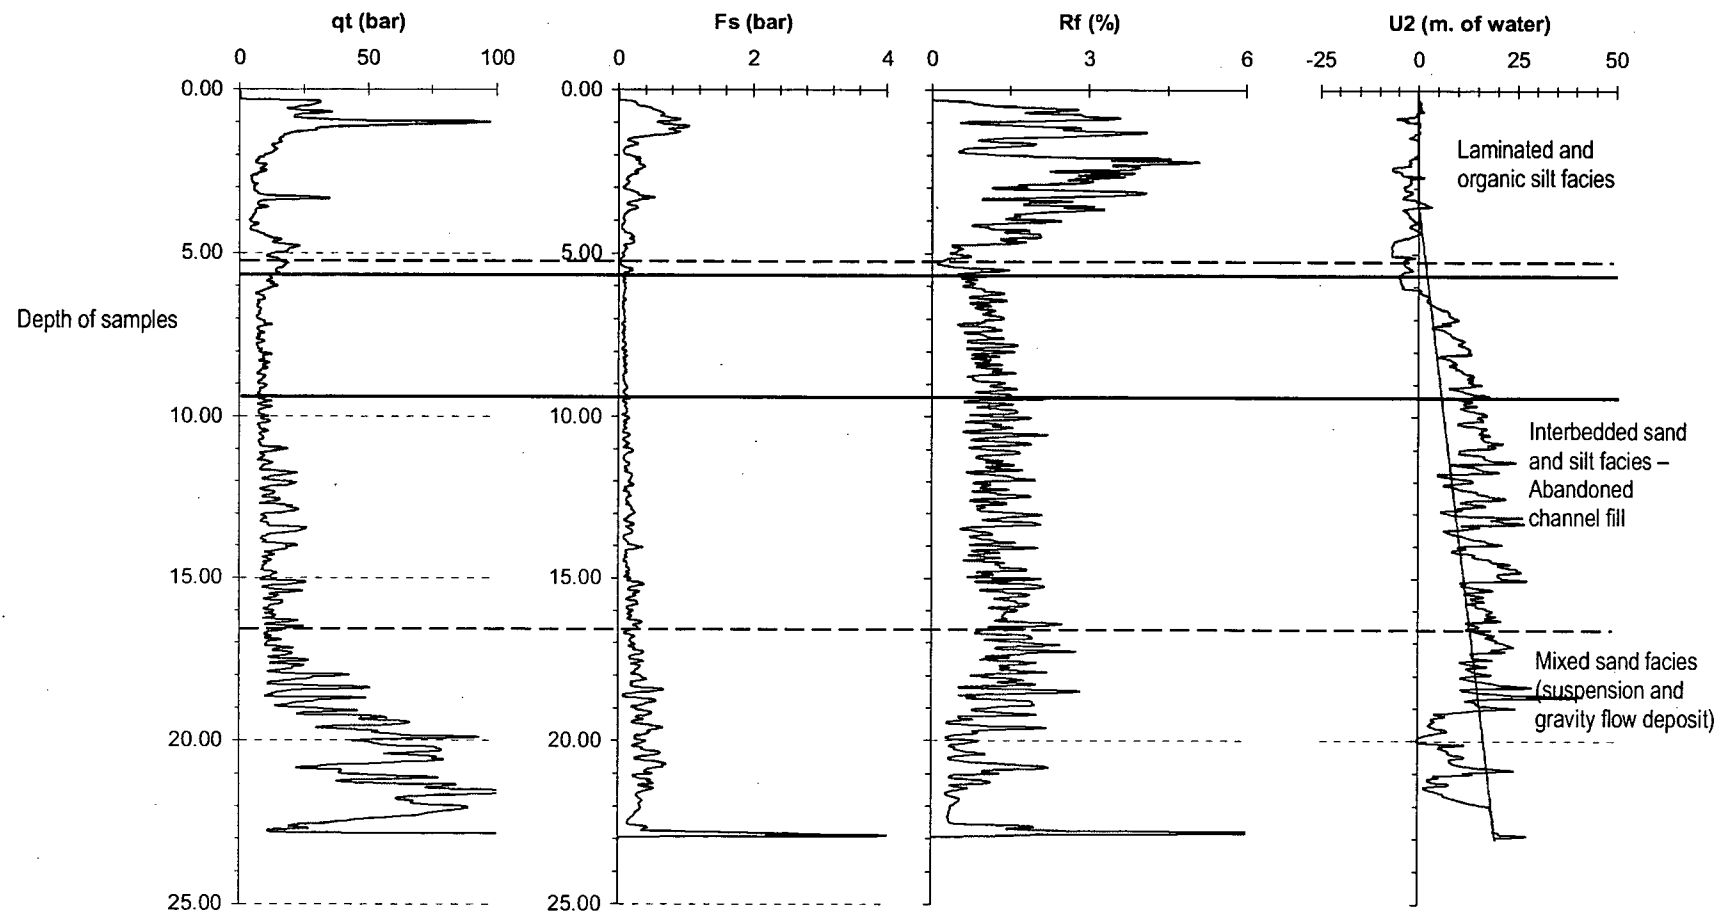 qt (bar)
Fs (bar)
Rf (%)
U2 (m. of water)
0 50 100
0 2 4
0 3 6
-25 0 25 50
0.00
0.00
Laminated and
organic silt facies
5.00
5.00
Depth of samples
10.00
10.00
Interbedded sand
and silt facies –
Abandoned
channel fill
15.00
15.00
Mixed sand facies
(suspension and
gravity flow deposit)
20.00
20.00
25.00
25.00